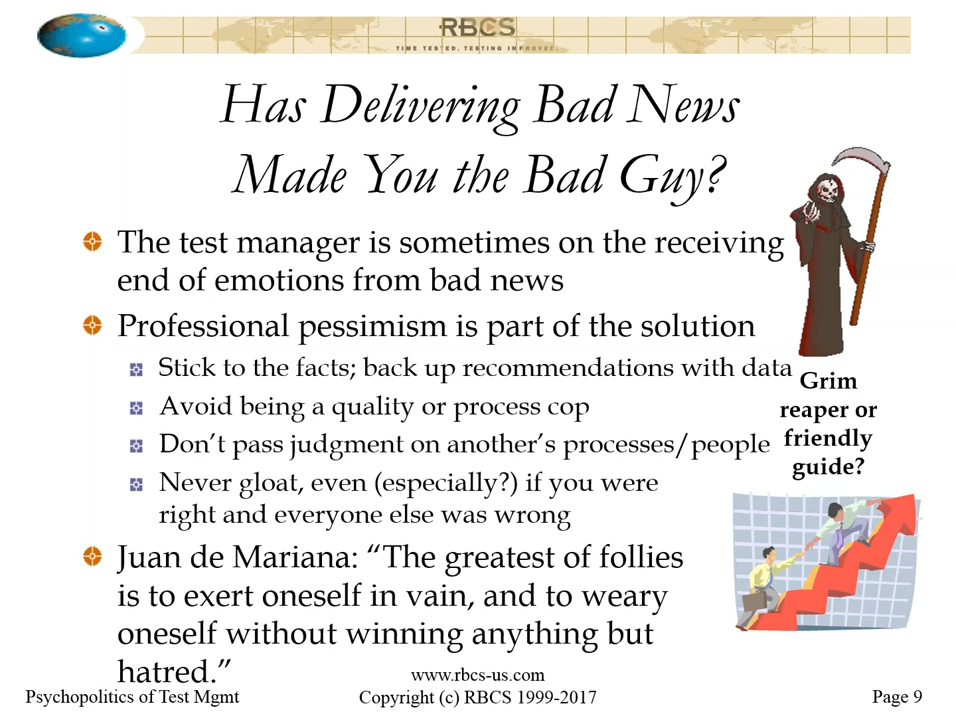 RBCS
TIME TESTED. TESTING IMPROVED.
Has Delivering Bad News
Made You the Bad Guy?
The test manager is sometimes on the receiving
end of emotions from bad news
Professional pessimism is part of the solution
Stick to the facts; back up recommendations with data
Avoid being a quality or process cop
Don’t pass judgment on another’s processes/people
Never gloat, even (especially?) if you were
right and everyone else was wrong
Juan de Mariana: “The greatest of follies
is to exert oneself in vain, and to weary
oneself without winning anything but
hatred.”
Grim
reaper or
friendly
guide?
www.rbcs-us.com
Psychopolitics of Test Mgmt
Copyright (c) RBCS 1999-2017
Page 9